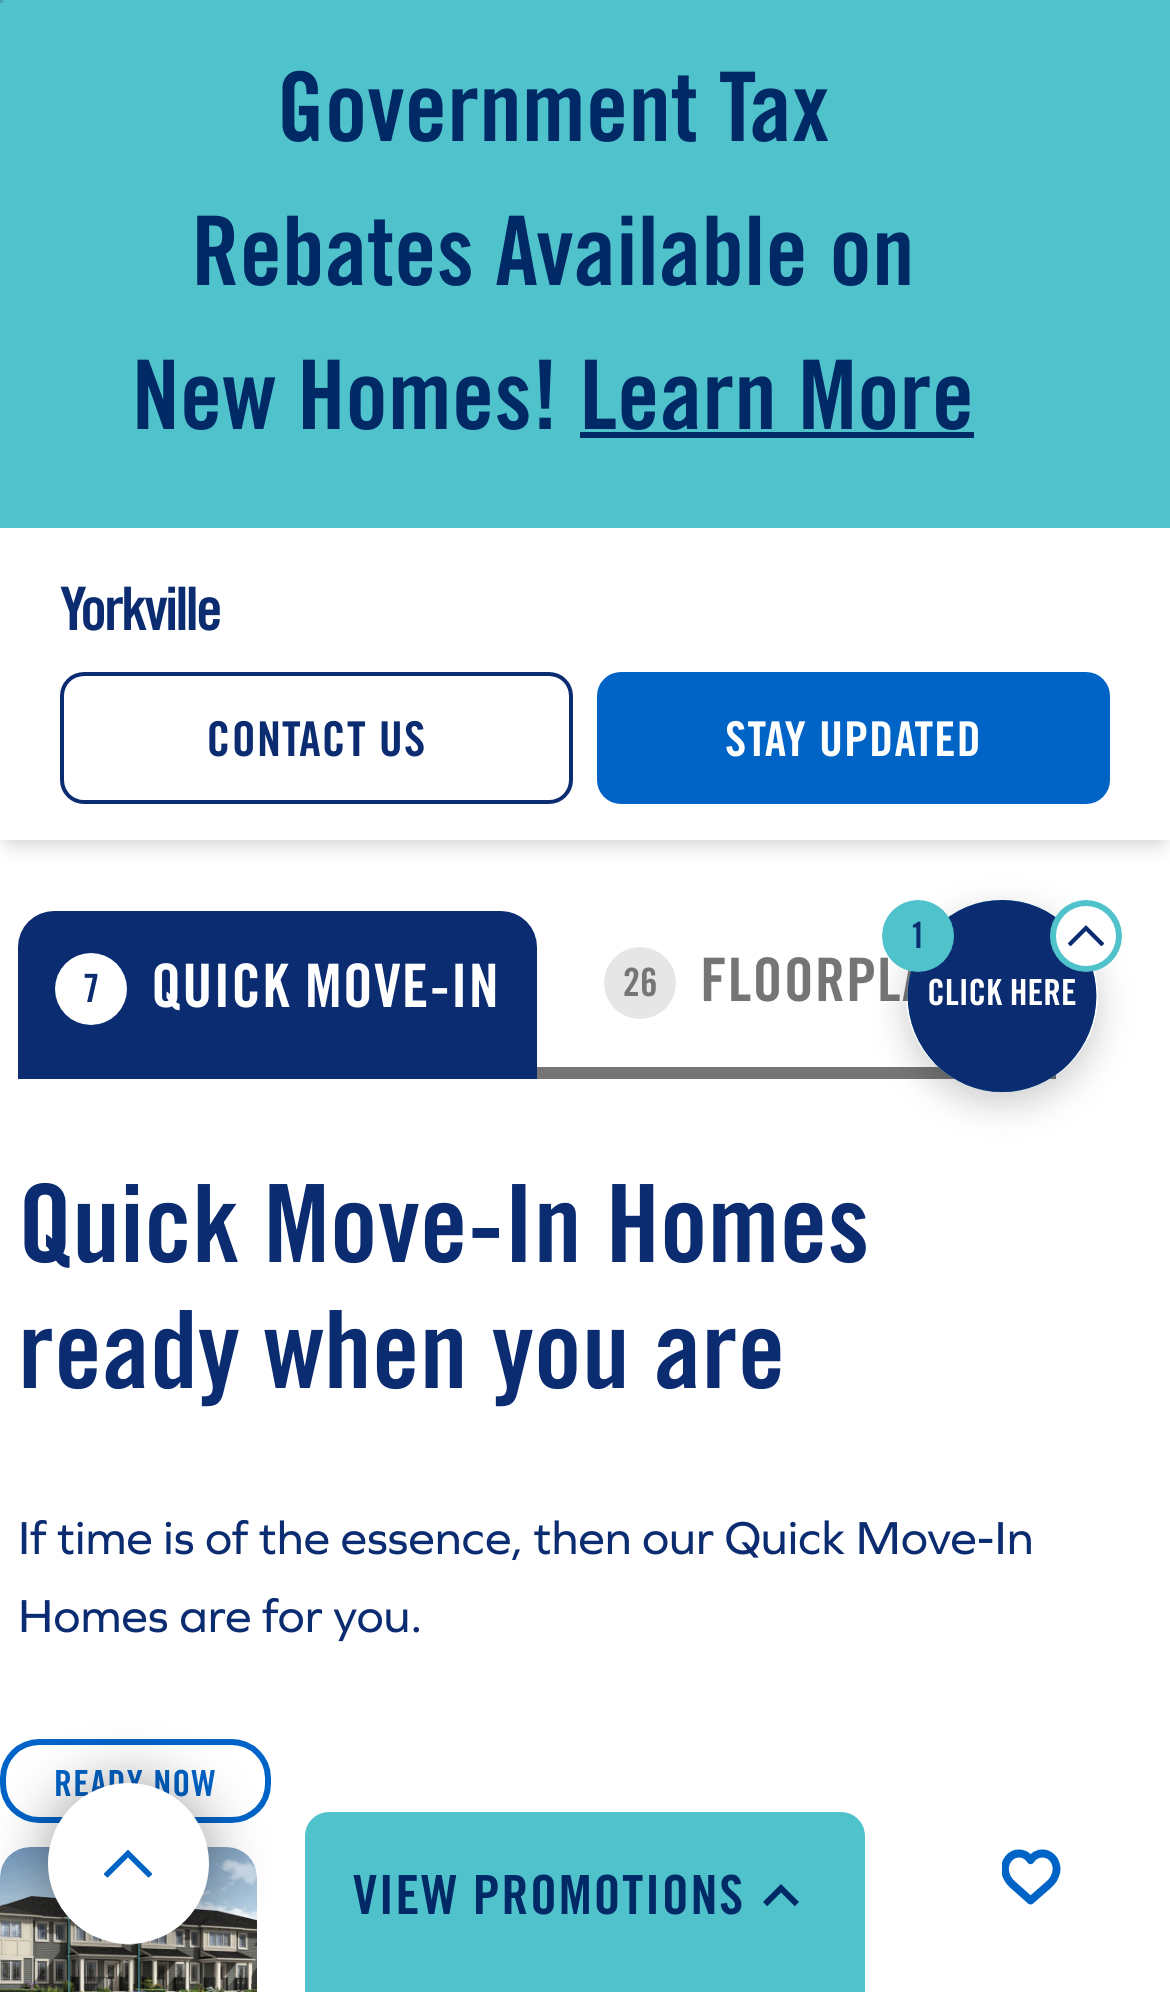 Government Tax
Rebates Available on
New Homes! Learn More
Yorkville
CONTACT US
STAY UPDATED
7 QUICK MOVE-IN
26
1
CLICK HERE
Quick Move-In Homes
ready when you are
If time is of the essence, then our Quick Move-In
Homes are for you.
READY NOW
VIEW PROMOTIONS